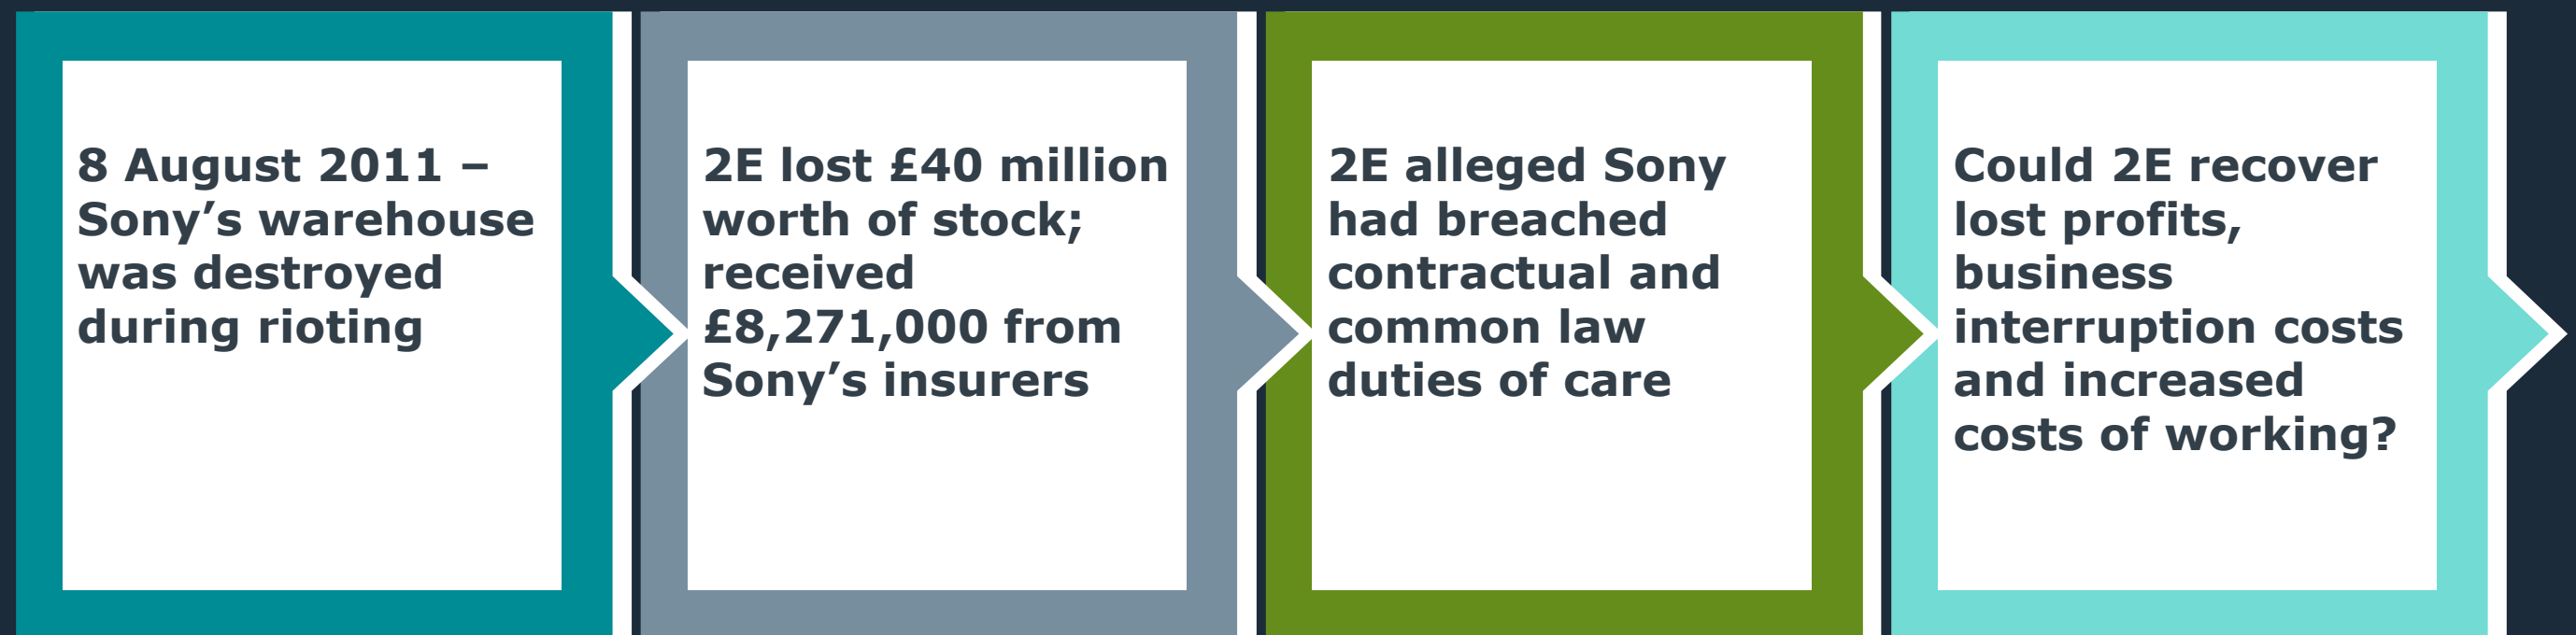 8 August 2011 –
Sony’s warehouse
was destroyed
during rioting
2E lost £40 million
worth of stock;
received
£8,271,000 from
Sony’s insurers
2E alleged Sony
had breached
contractual and
common law
duties of care
Could 2E recover
lost profits,
business
interruption costs
and increased
costs of working?